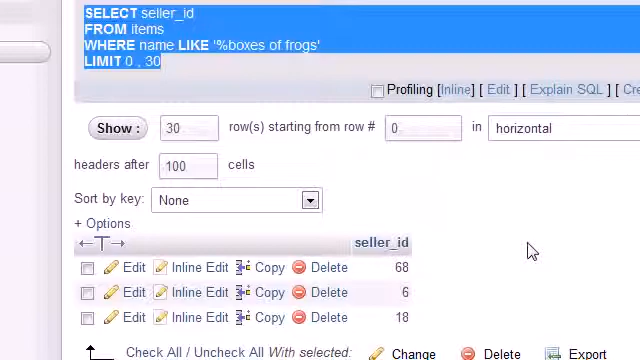 SELECT seller_id
FROM items
WHERE name LIKE '%boxes of frogs'
LIMIT 0 , 30
Profiling [Inline] [ Edit ] [ Explain SQL ] [ Cre
Show : 30 row(s) starting from row # 0 in horizontal
headers after 100 cells
Sort by key: None
+ Options
←T→ seller_id
Edit Inline Edit Copy Delete 68
Edit Inline Edit Copy Delete 6
Edit Inline Edit Copy Delete 18
Check All / Uncheck All With selected: Change Delete Export